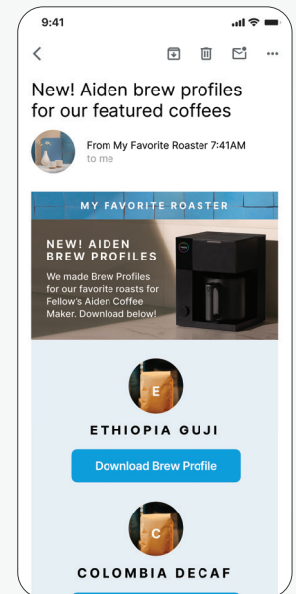 9:41
New! Aiden brew profiles
for our featured coffees
From My Favorite Roaster 7:41AM
to me
MY FAVORITE ROASTER
NEW! AIDEN
BREW PROFILES
We made Brew Profiles
for our favorite roasts for
Fellow's Aiden Coffee
Maker. Download below!
E
ETHIOPIA GUJI
Download Brew Profile
C
COLOMBIA DECAF